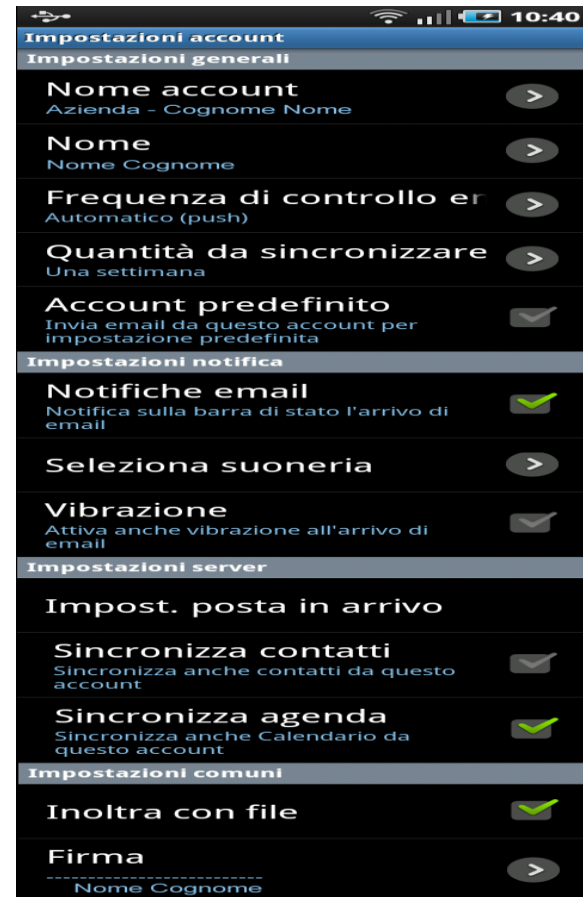 10:40
Impostazioni account
Impostazioni generali
Nome account
Azienda - Cognome Nome
Nome
Nome Cognome
Frequenza di controllo er
Automatico (push)
Quantità da sincronizzare
Una settimana
Account predefinito
Invia email da questo account per
impostazione predefinita
Impostazioni notifica
Notifiche email
Notifica sulla barra di stato l'arrivo di
email
Seleziona suoneria
Vibrazione
Attiva anche vibrazione all'arrivo di
email
Impostazioni server
Impost. posta in arrivo
Sincronizza contatti
Sincronizza anche contatti da questo
account
Sincronizza agenda
Sincronizza anche Calendario da
questo account
Impostazioni comuni
Inoltra con file
Firma
--------------------------
Nome Cognome